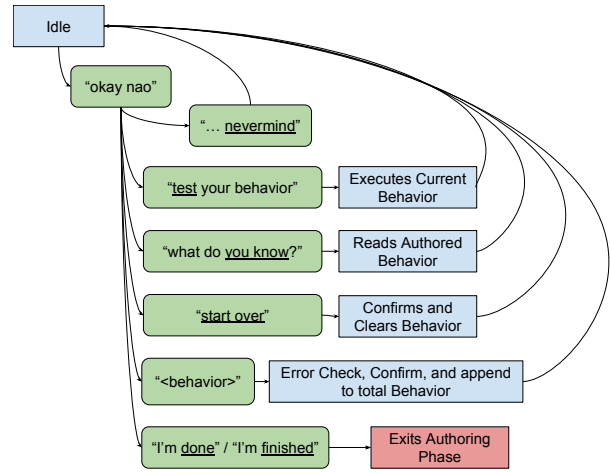 Idle
“okay nao”
“... nevermind”
“test your behavior”
Executes Current
Behavior
“what do you know?”
Reads Authored
Behavior
“start over”
Confirms and
Clears Behavior
“<behavior>”
Error Check, Confirm, and append
to total Behavior
“I'm done” / “I'm finished”
Exits Authoring
Phase